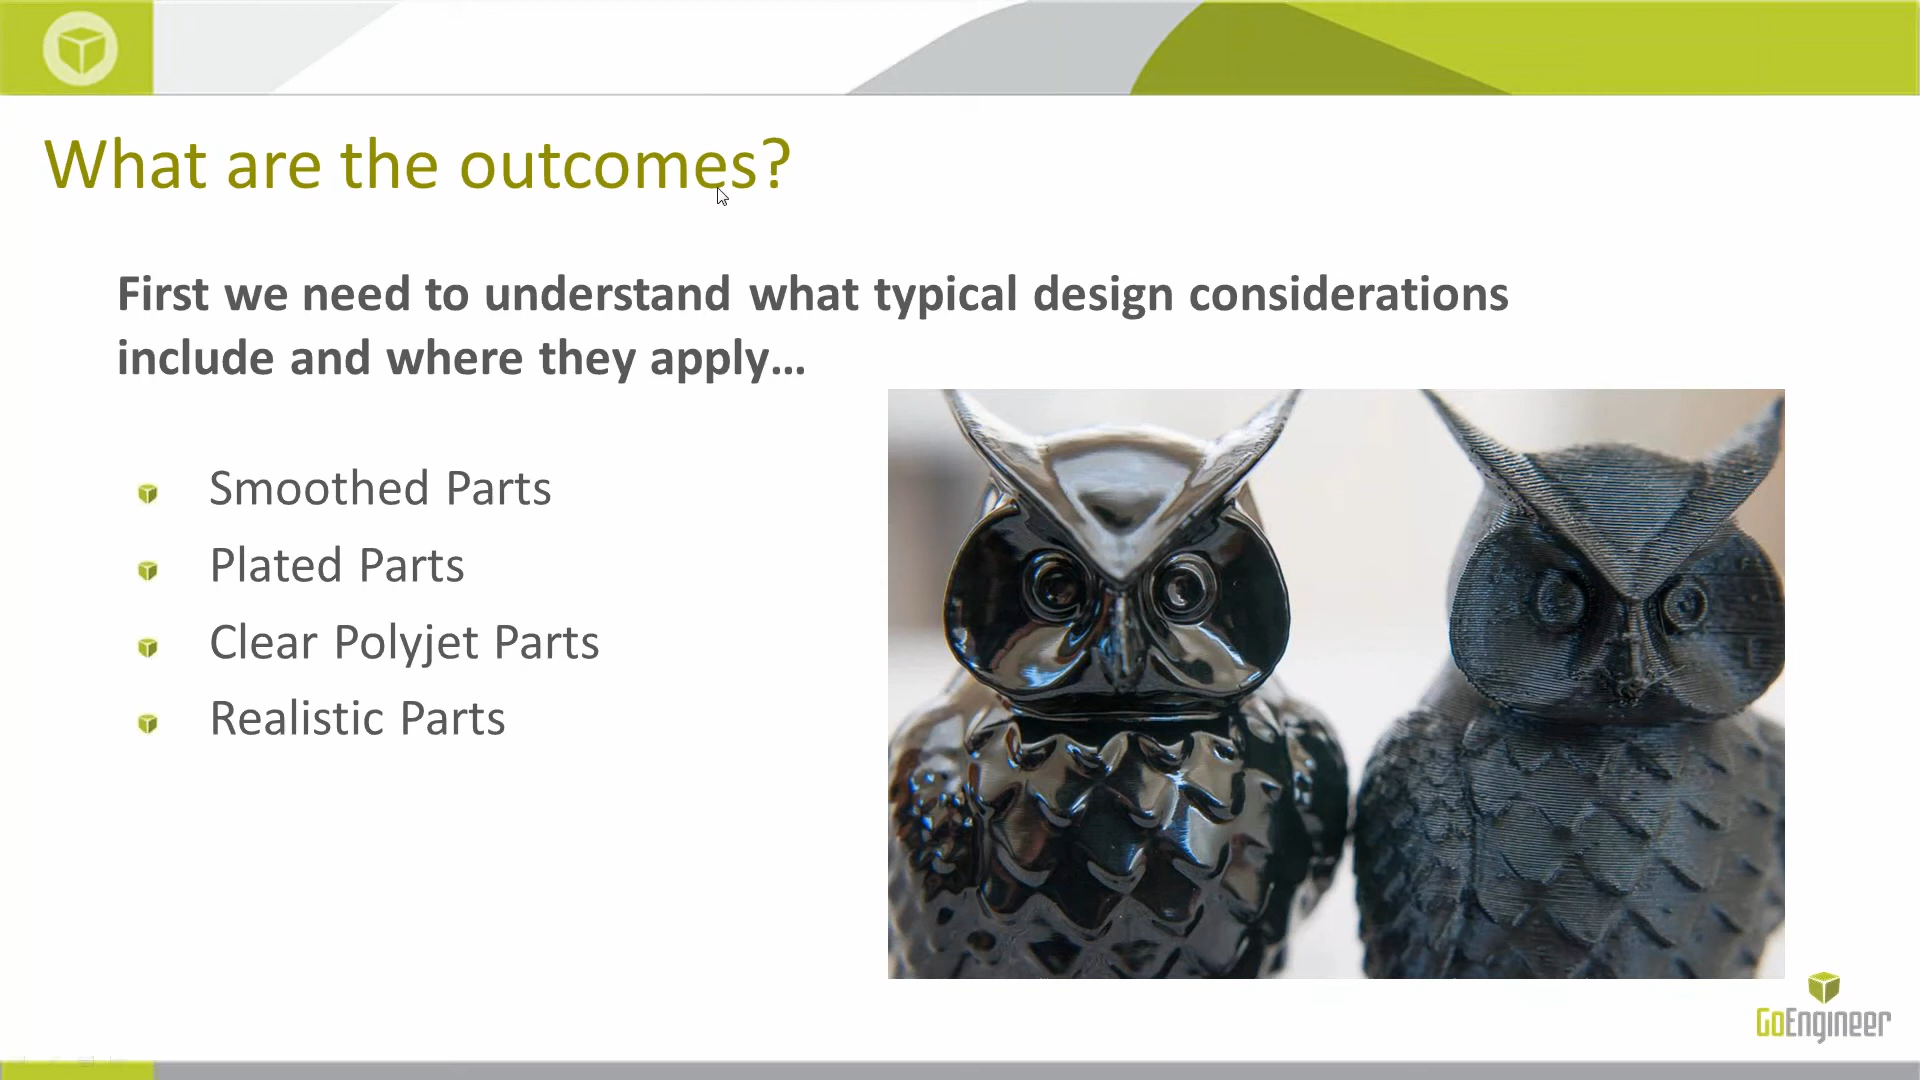 What are the outcomes?
First we need to understand what typical design considerations
include and where they apply...
Smoothed Parts
Plated Parts
Clear Polyjet Parts
Realistic Parts
GoEngineer